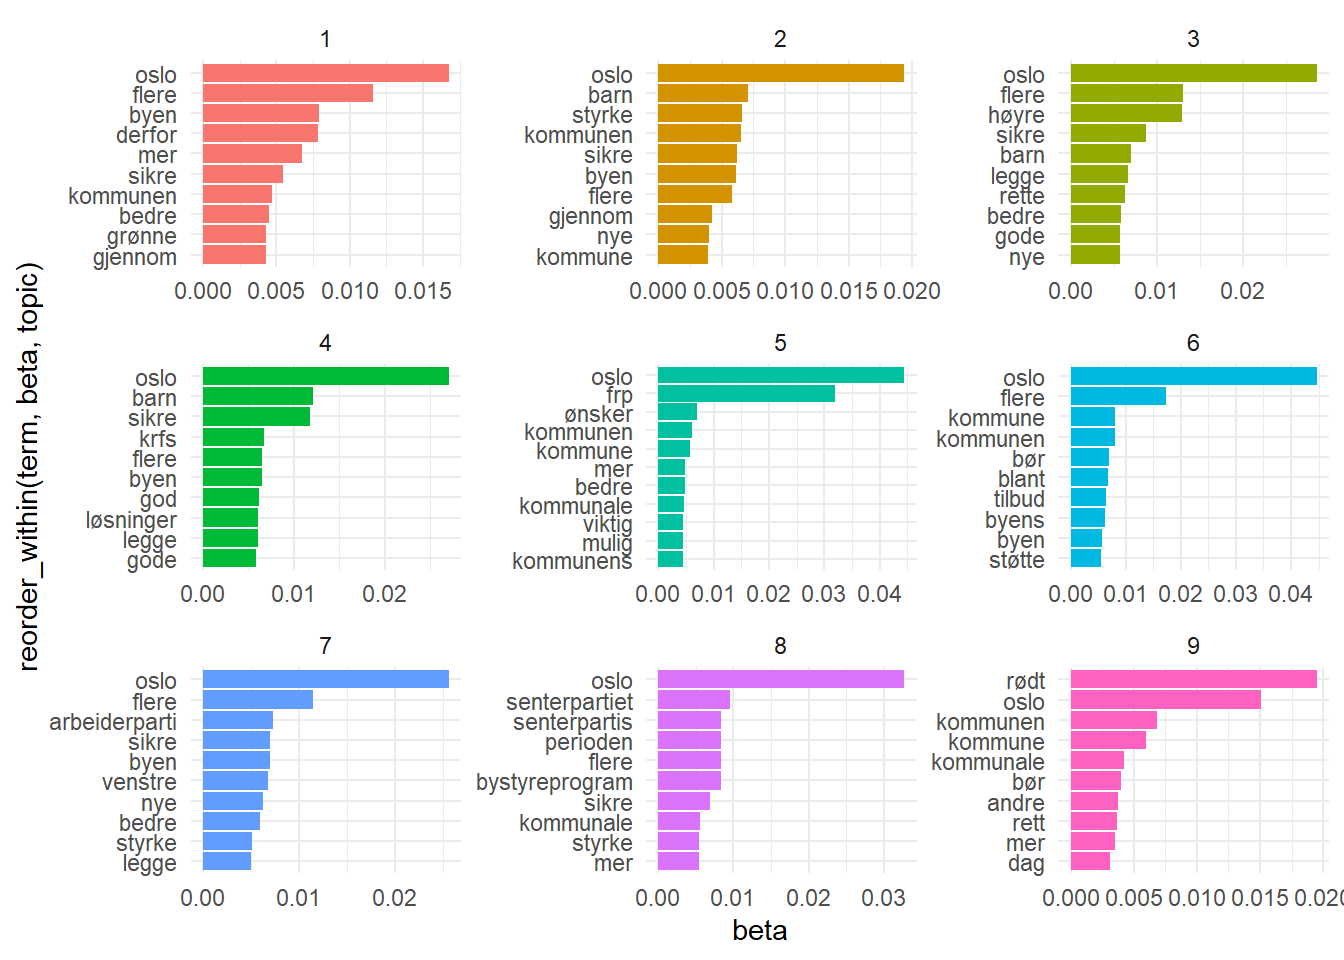 1
oslo
flere
byen
derfor
mer
sikre
kommunen
bedre
grønne
gjennom
0.000 0.005 0.010 0.015
2
oslo
barn
styrke
kommunen
sikre
byen
flere
gjennom
nye
kommune
0.000 0.005 0.010 0.015 0.020
3
oslo
flere
høyre
sikre
barn
legge
rette
bedre
gode
nye
0.00 0.01 0.02
4
oslo
barn
sikre
krfs
flere
byen
god
løsninger
legge
gode
0.00 0.01 0.02
5
oslo
frp
ønsker
kommunen
kommune
mer
bedre
kommunale
viktig
mulig
kommunens
0.00 0.01 0.02 0.03 0.04
6
oslo
flere
kommune
kommunen
bør
blant
tilbud
byens
byen
støtte
0.00 0.01 0.02 0.03 0.04
7
oslo
flere
arbeiderparti
sikre
byen
venstre
nye
bedre
styrke
legge
0.00 0.01 0.02
8
oslo
senterpartiet
senterpartis
perioden
flere
bystyreprogram
sikre
kommunale
styrke
mer
0.00 0.01 0.02 0.03
9
rødt
oslo
kommunen
kommune
kommunale
bør
andre
rett
mer
dag
0.000 0.005 0.010 0.015 0.020
beta
reorder_within(term, beta, topic)